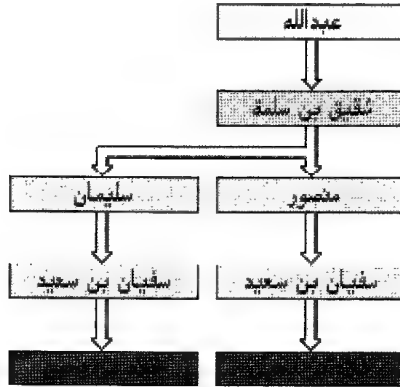 عبدالله
شقيق بن سلمة
منصور
سليمان
سفيان بن سعيد
سفيان بن سعيد